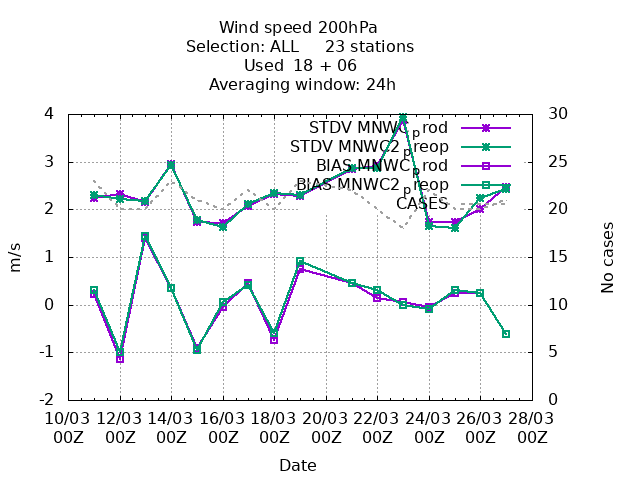 Wind speed 200hPa
Selection: ALL 23 stations
Used 18 + 06
Averaging window: 24h
4 30
STDV MNWC_prod
STDV MNWC2_preop
3 25
BIAS MNWC_prod
BIAS MNWC2_preop
CASES
2 20
1 15
0 10
-1 5
-2 0
m/s
No cases
10/03 12/03 14/03 16/03 18/03 20/03 22/03 24/03 26/03 28/03
00Z 00Z 00Z 00Z 00Z 00Z 00Z 00Z 00Z 00Z
Date